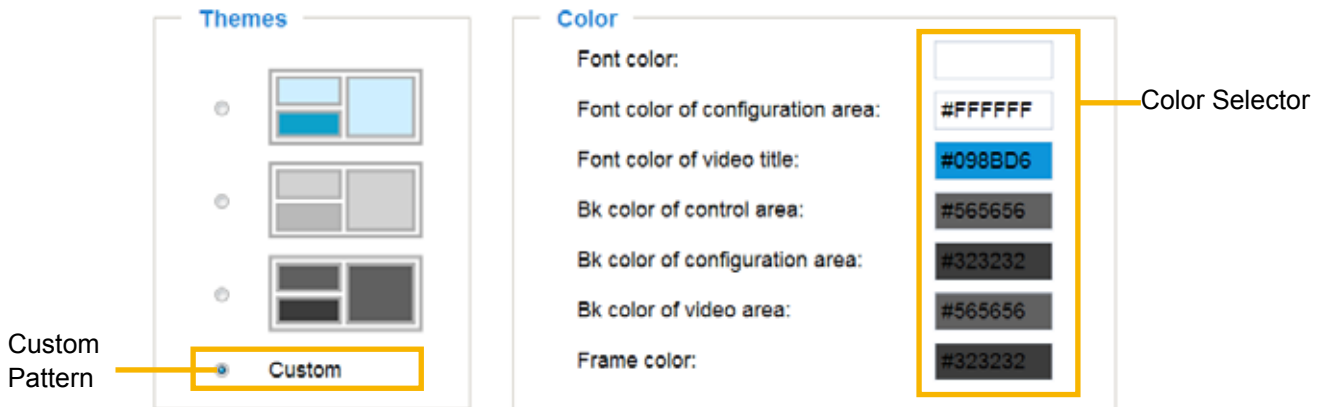 Themes
Custom
Custom
Pattern
Color
Font color:
Font color of configuration area: #FFFFFF
Font color of video title: #098BD6
Bk color of control area: #565656
Bk color of configuration area: #323232
Bk color of video area: #565656
Frame color: #323232
Color Selector